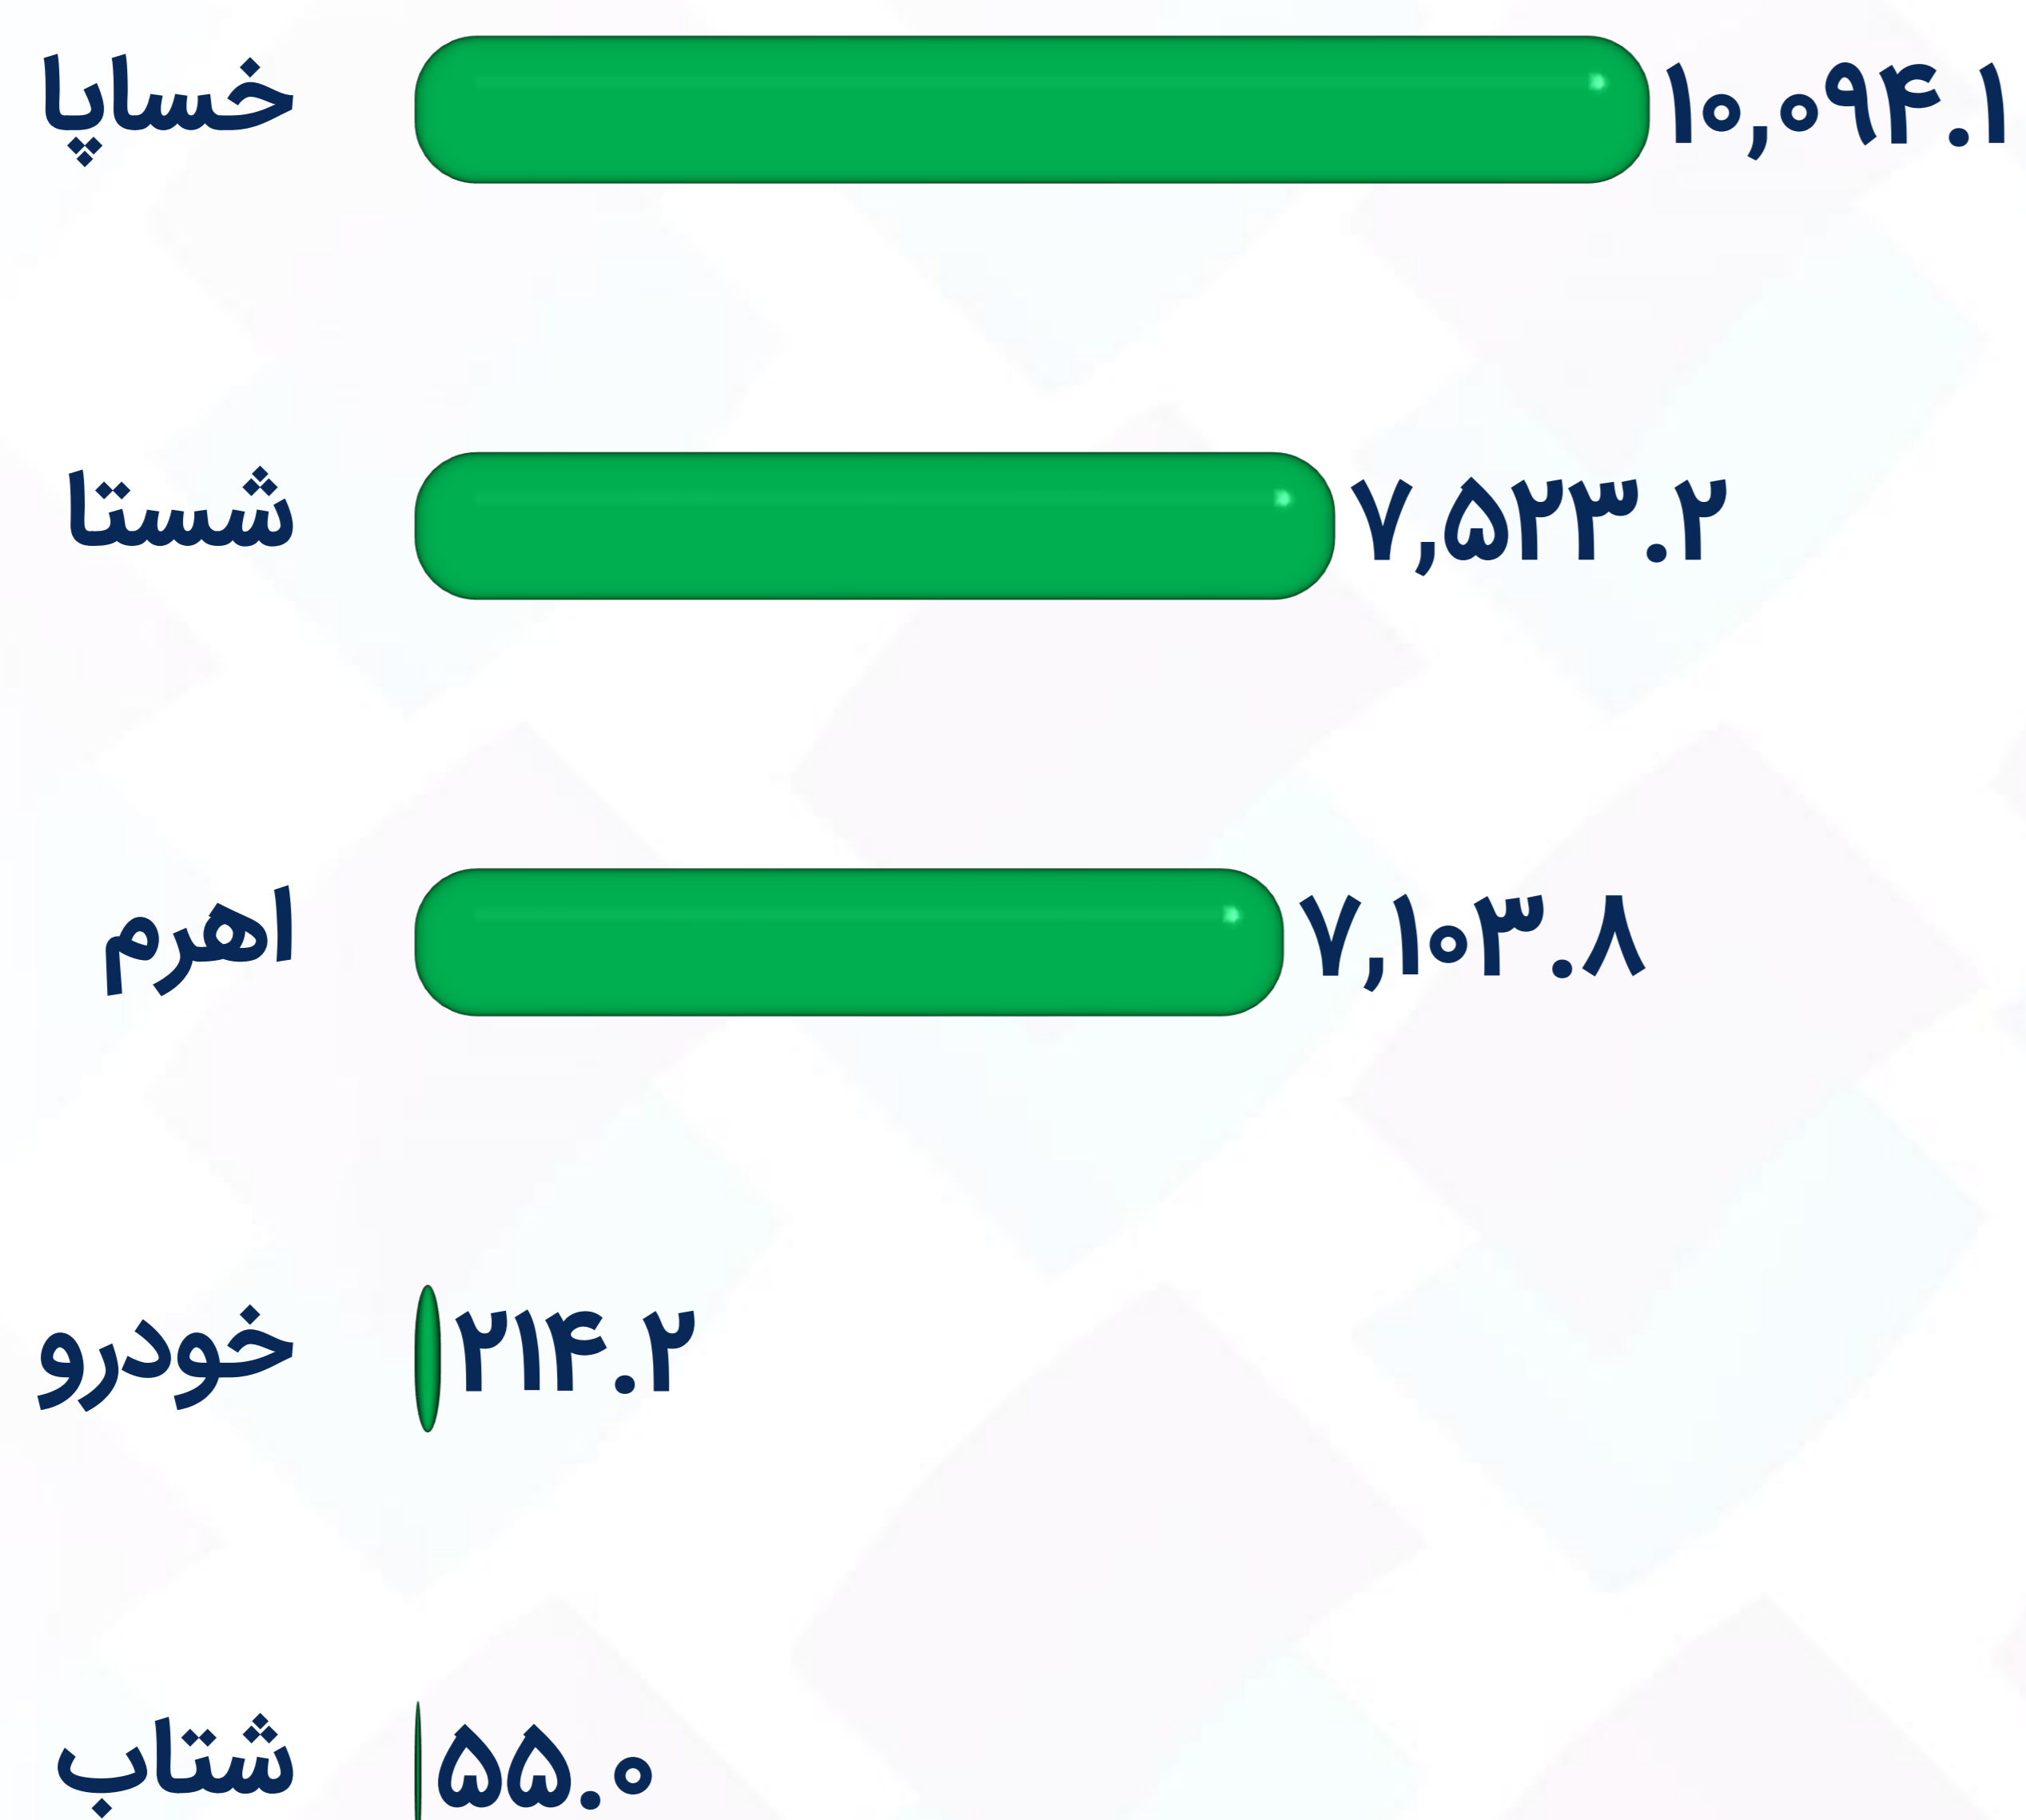 خساپا ۱۰,۰۹۴.۱
شستا ۷,۵۲۳.۲
اهرم ۷,۱۰۳.۸
خودرو ۲۱۴.۲
شتاب ۵۵.۰